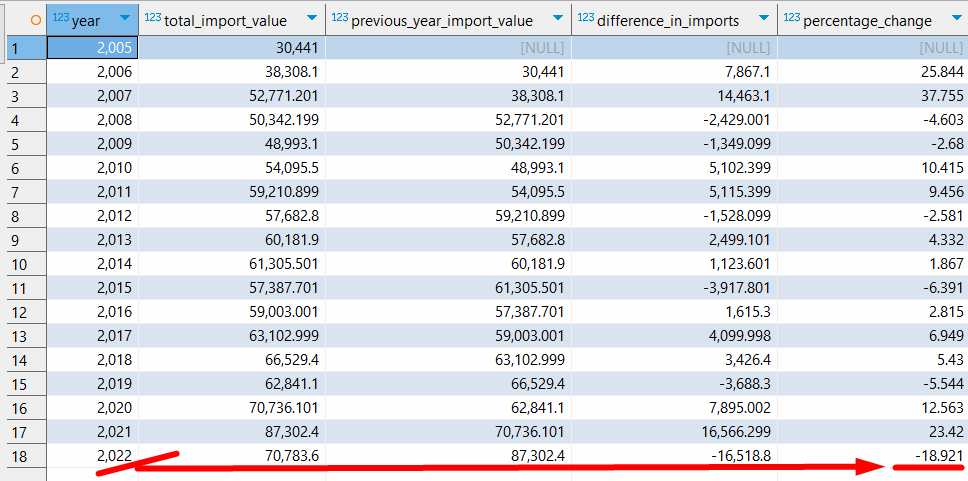 123 year 123 total_import_value 123 previous_year_import_value 123 difference_in_imports 123 percentage_change
1 2,005 30,441 [NULL] [NULL] [NULL]
2 2,006 38,308.1 30,441 7,867.1 25.844
3 2,007 52,771.201 38,308.1 14,463.1 37.755
4 2,008 50,342.199 52,771.201 -2,429.001 -4.603
5 2,009 48,993.1 50,342.199 -1,349.099 -2.68
6 2,010 54,095.5 48,993.1 5,102.399 10.415
7 2,011 59,210.899 54,095.5 5,115.399 9.456
8 2,012 57,682.8 59,210.899 -1,528.099 -2.581
9 2,013 60,181.9 57,682.8 2,499.101 4.332
10 2,014 61,305.501 60,181.9 1,123.601 1.867
11 2,015 57,387.701 61,305.501 -3,917.801 -6.391
12 2,016 59,003.001 57,387.701 1,615.3 2.815
13 2,017 63,102.999 59,003.001 4,099.998 6.949
14 2,018 66,529.4 63,102.999 3,426.4 5.43
15 2,019 62,841.1 66,529.4 -3,688.3 -5.544
16 2,020 70,736.101 62,841.1 7,895.002 12.563
17 2,021 87,302.4 70,736.101 16,566.299 23.42
18 2,022 70,783.6 87,302.4 -16,518.8 -18.921